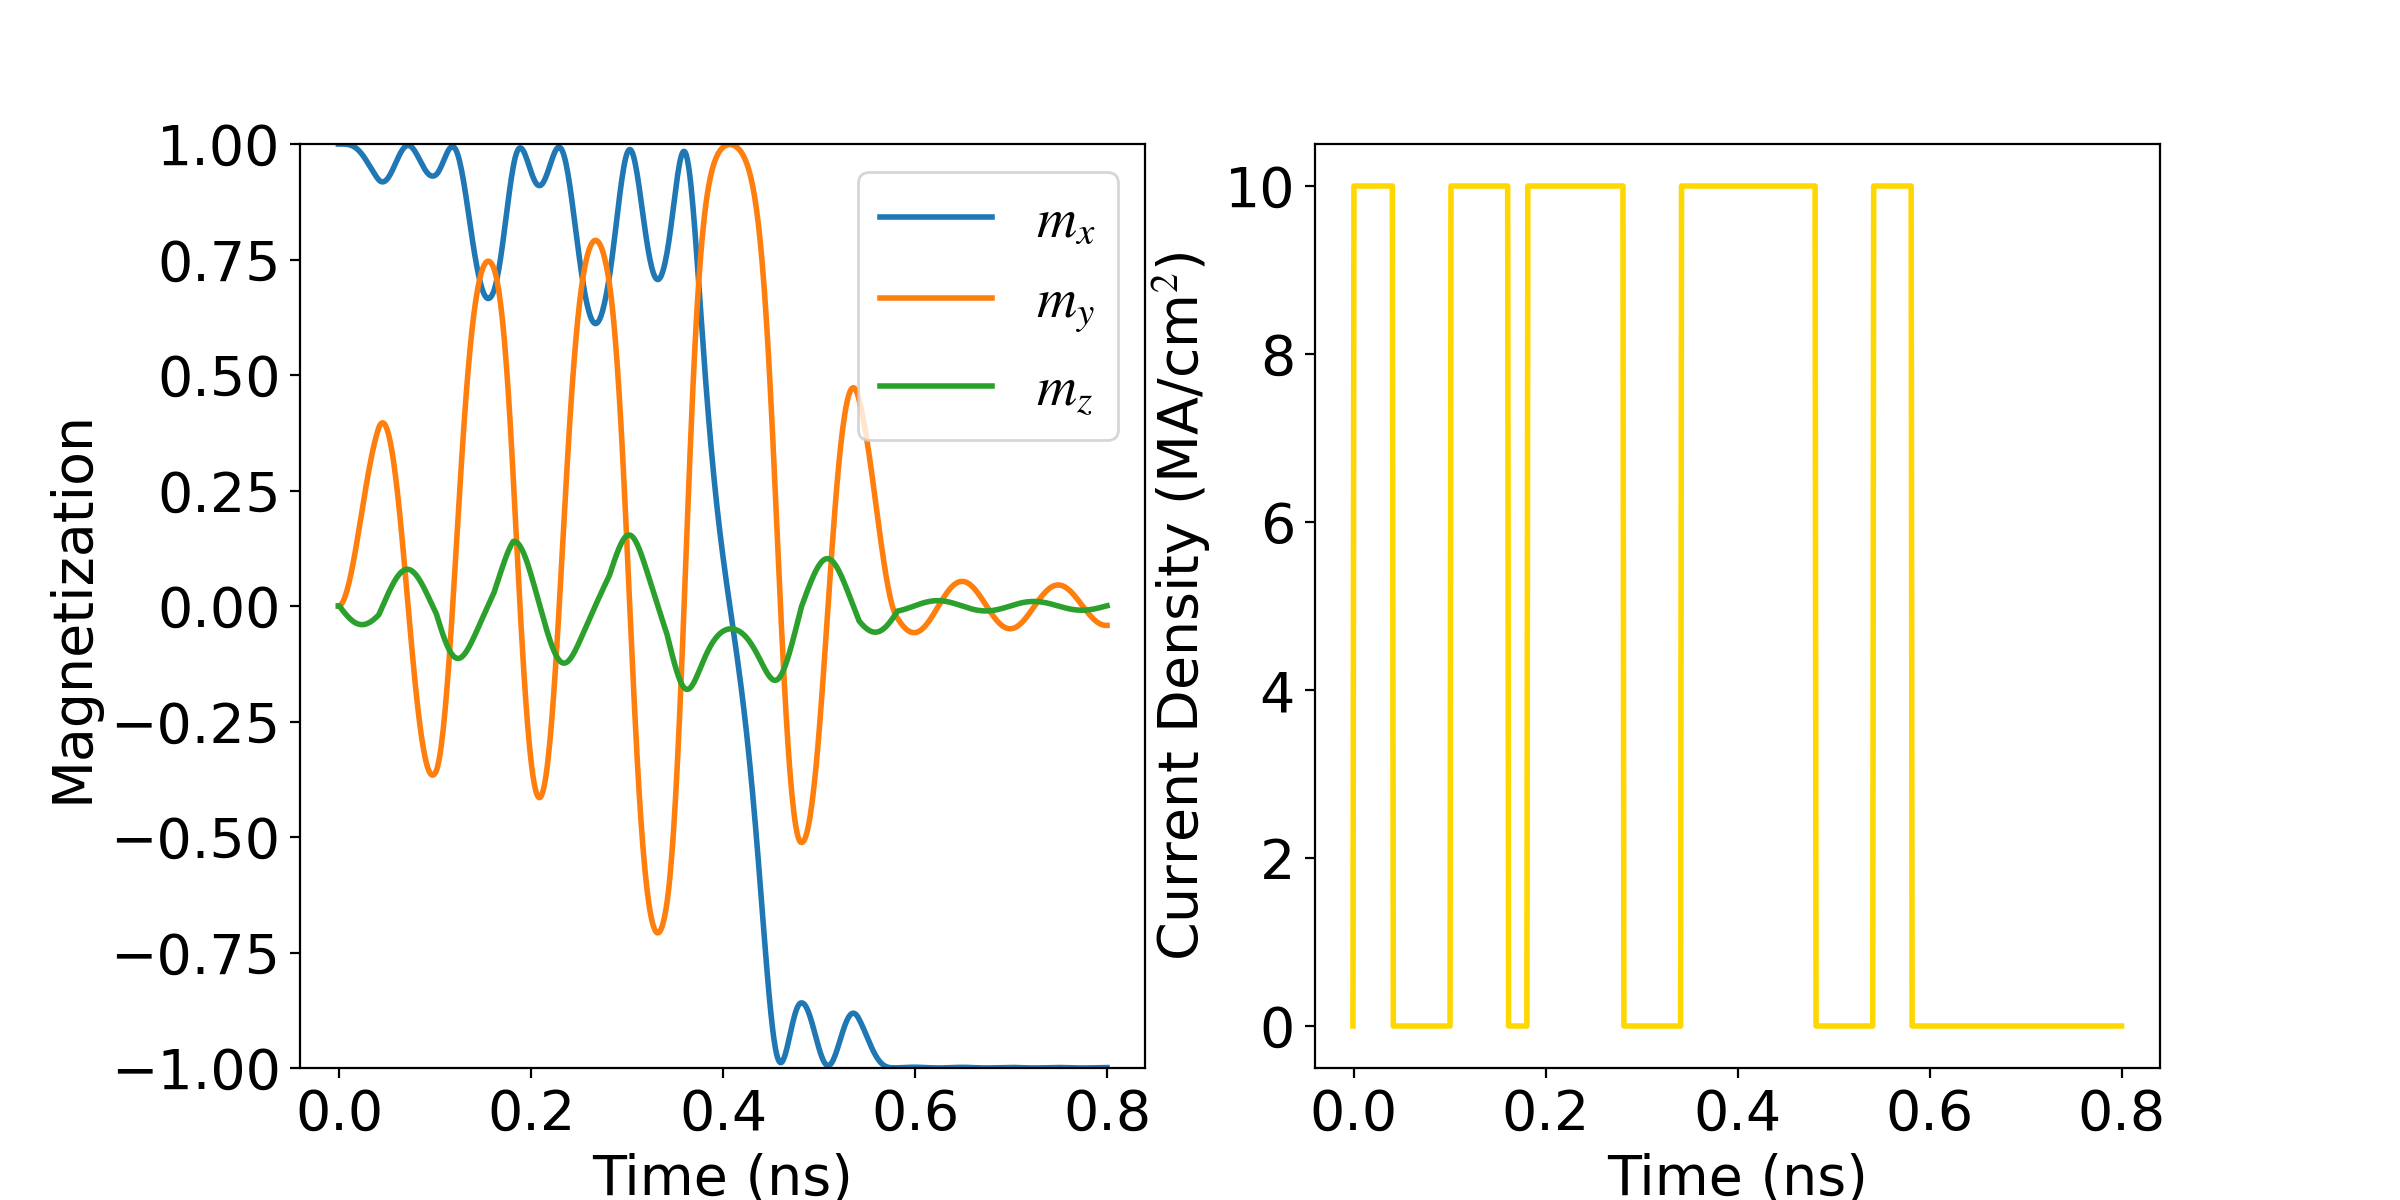 Magnetization
1.00
0.75
0.50
0.25
0.00
−0.25
−0.50
−0.75
−1.00
0.0 0.2 0.4 0.6 0.8
Time (ns)
m_x
m_y
m_z
Current Density (MA/cm²)
10
8
6
4
2
0
0.0 0.2 0.4 0.6 0.8
Time (ns)